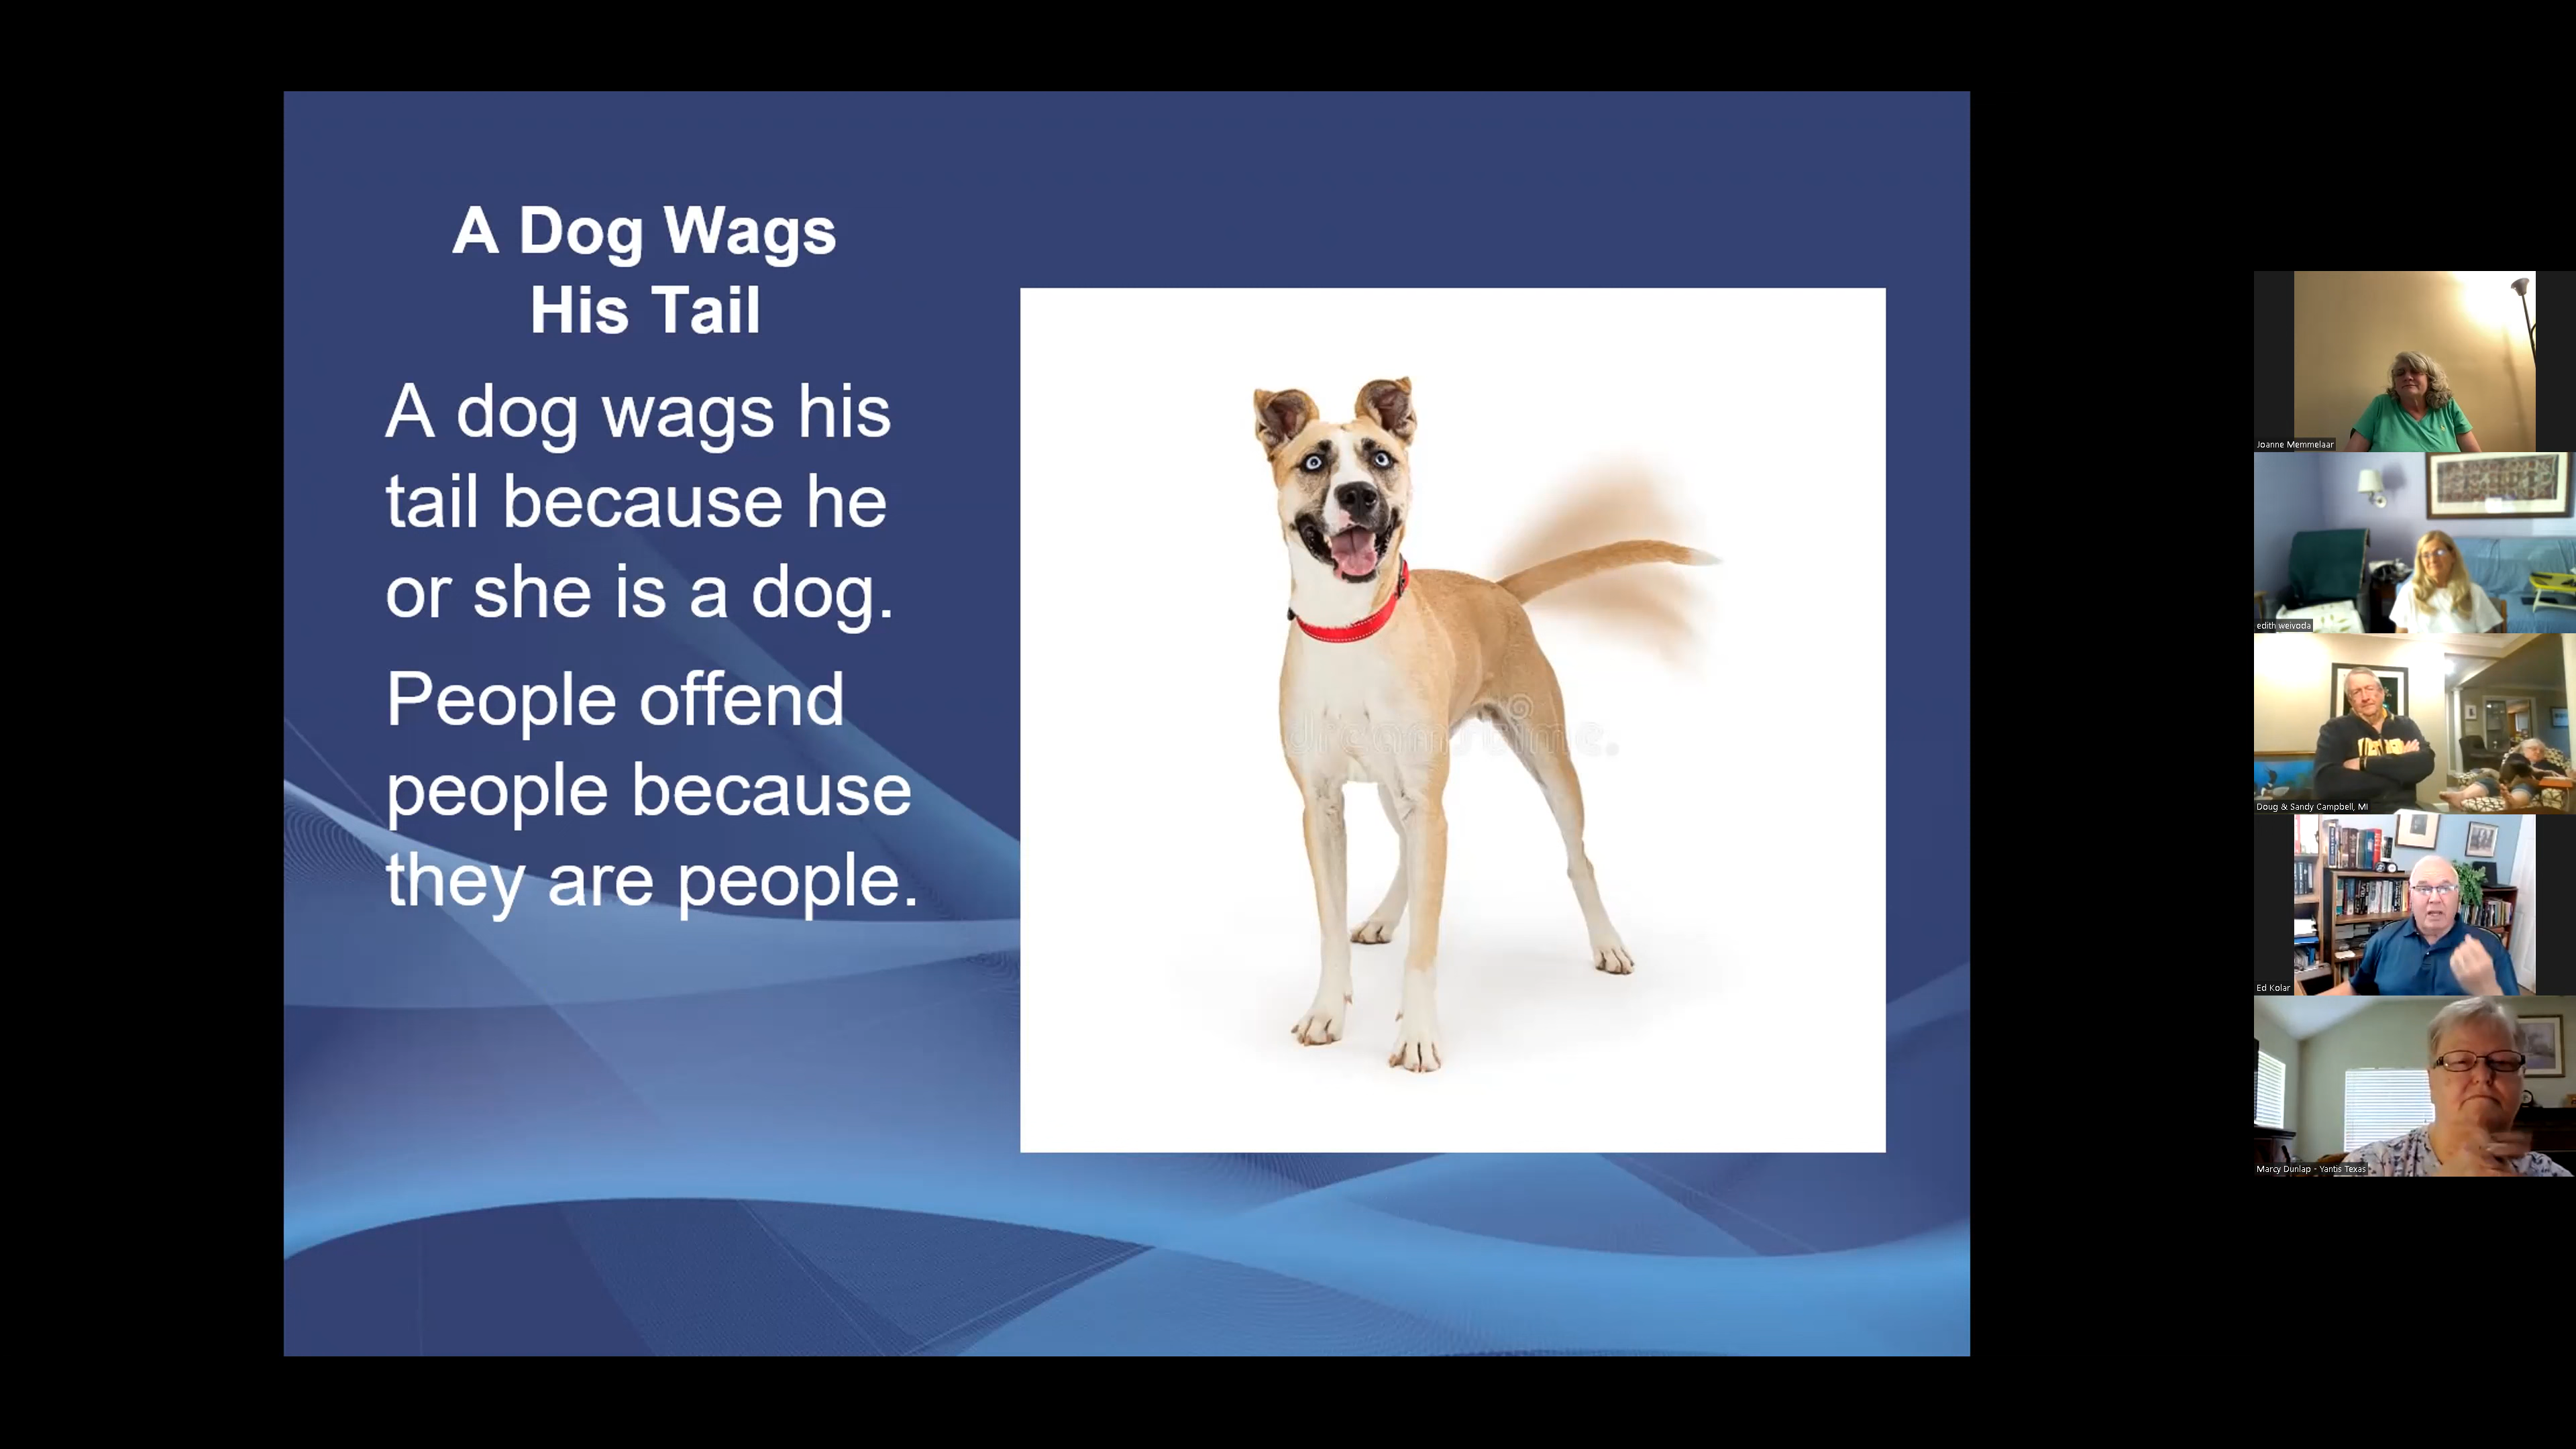 A Dog Wags
His Tail
A dog wags his
tail because he
or she is a dog.
People offend
people because
they are people.
dreamstime.
Joanne Memmelaar
edith weivoda
Doug & Sandy Campbell, MI
Ed Kolar
Marcy Dunlap - Yantis Texas